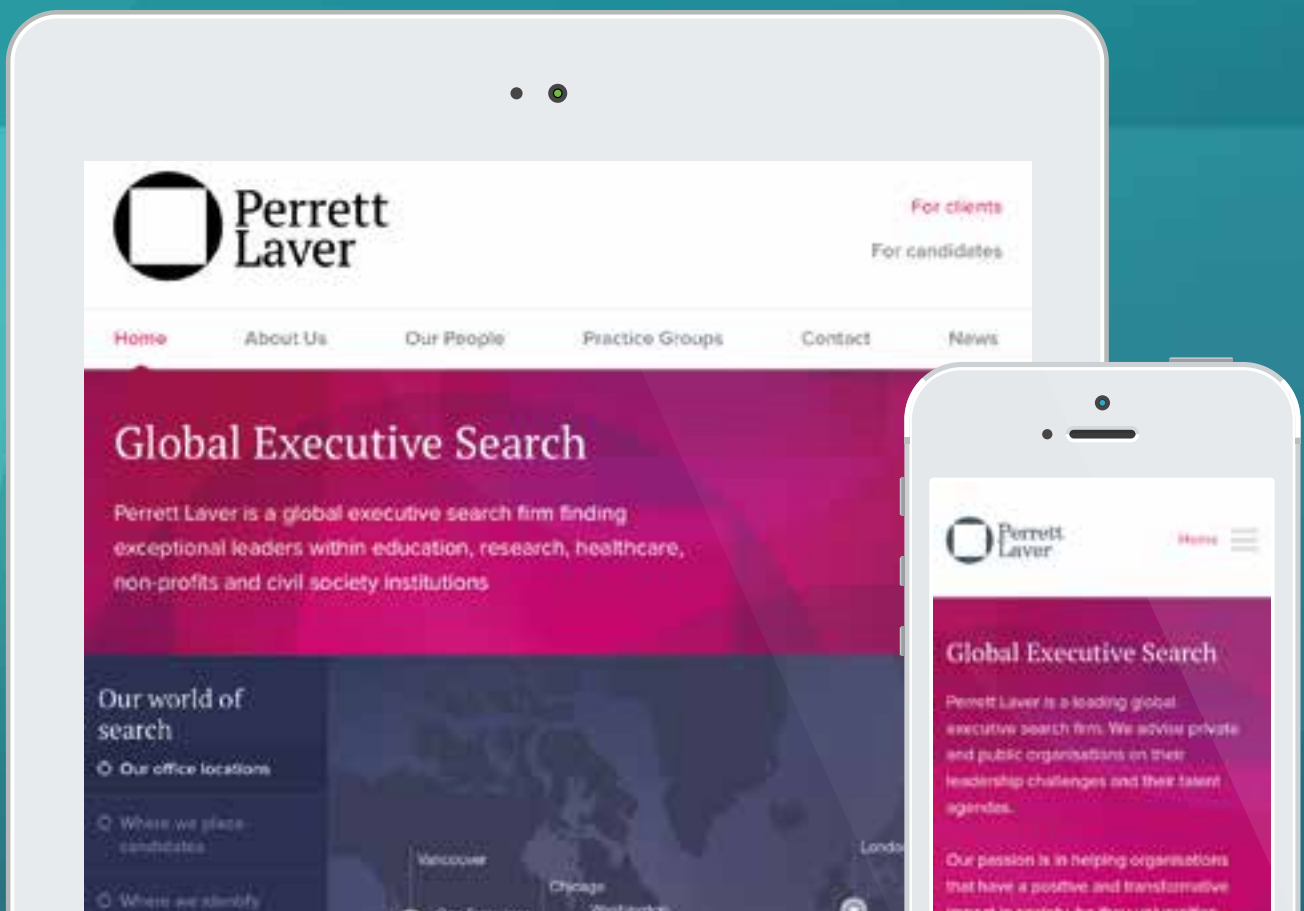 Perrett
Laver
For clients
For candidates
Home
About Us
Our People
Practice Groups
Contact
News
Global Executive Search
Perrett Laver is a global executive search firm finding
exceptional leaders within education, research, healthcare,
non-profits and civil society institutions
Our world of
search
Our office locations
Where we place
candidates
Where we identify
Vancouver
Chicago
Washington
Perrett
Laver
Home
Global Executive Search
Perrett Laver is a leading global
executive search firm. We advise private
and public organisations on their
leadership challenges and their talent
agendas.
Our passion is in helping organisations
that have a positive and transformative